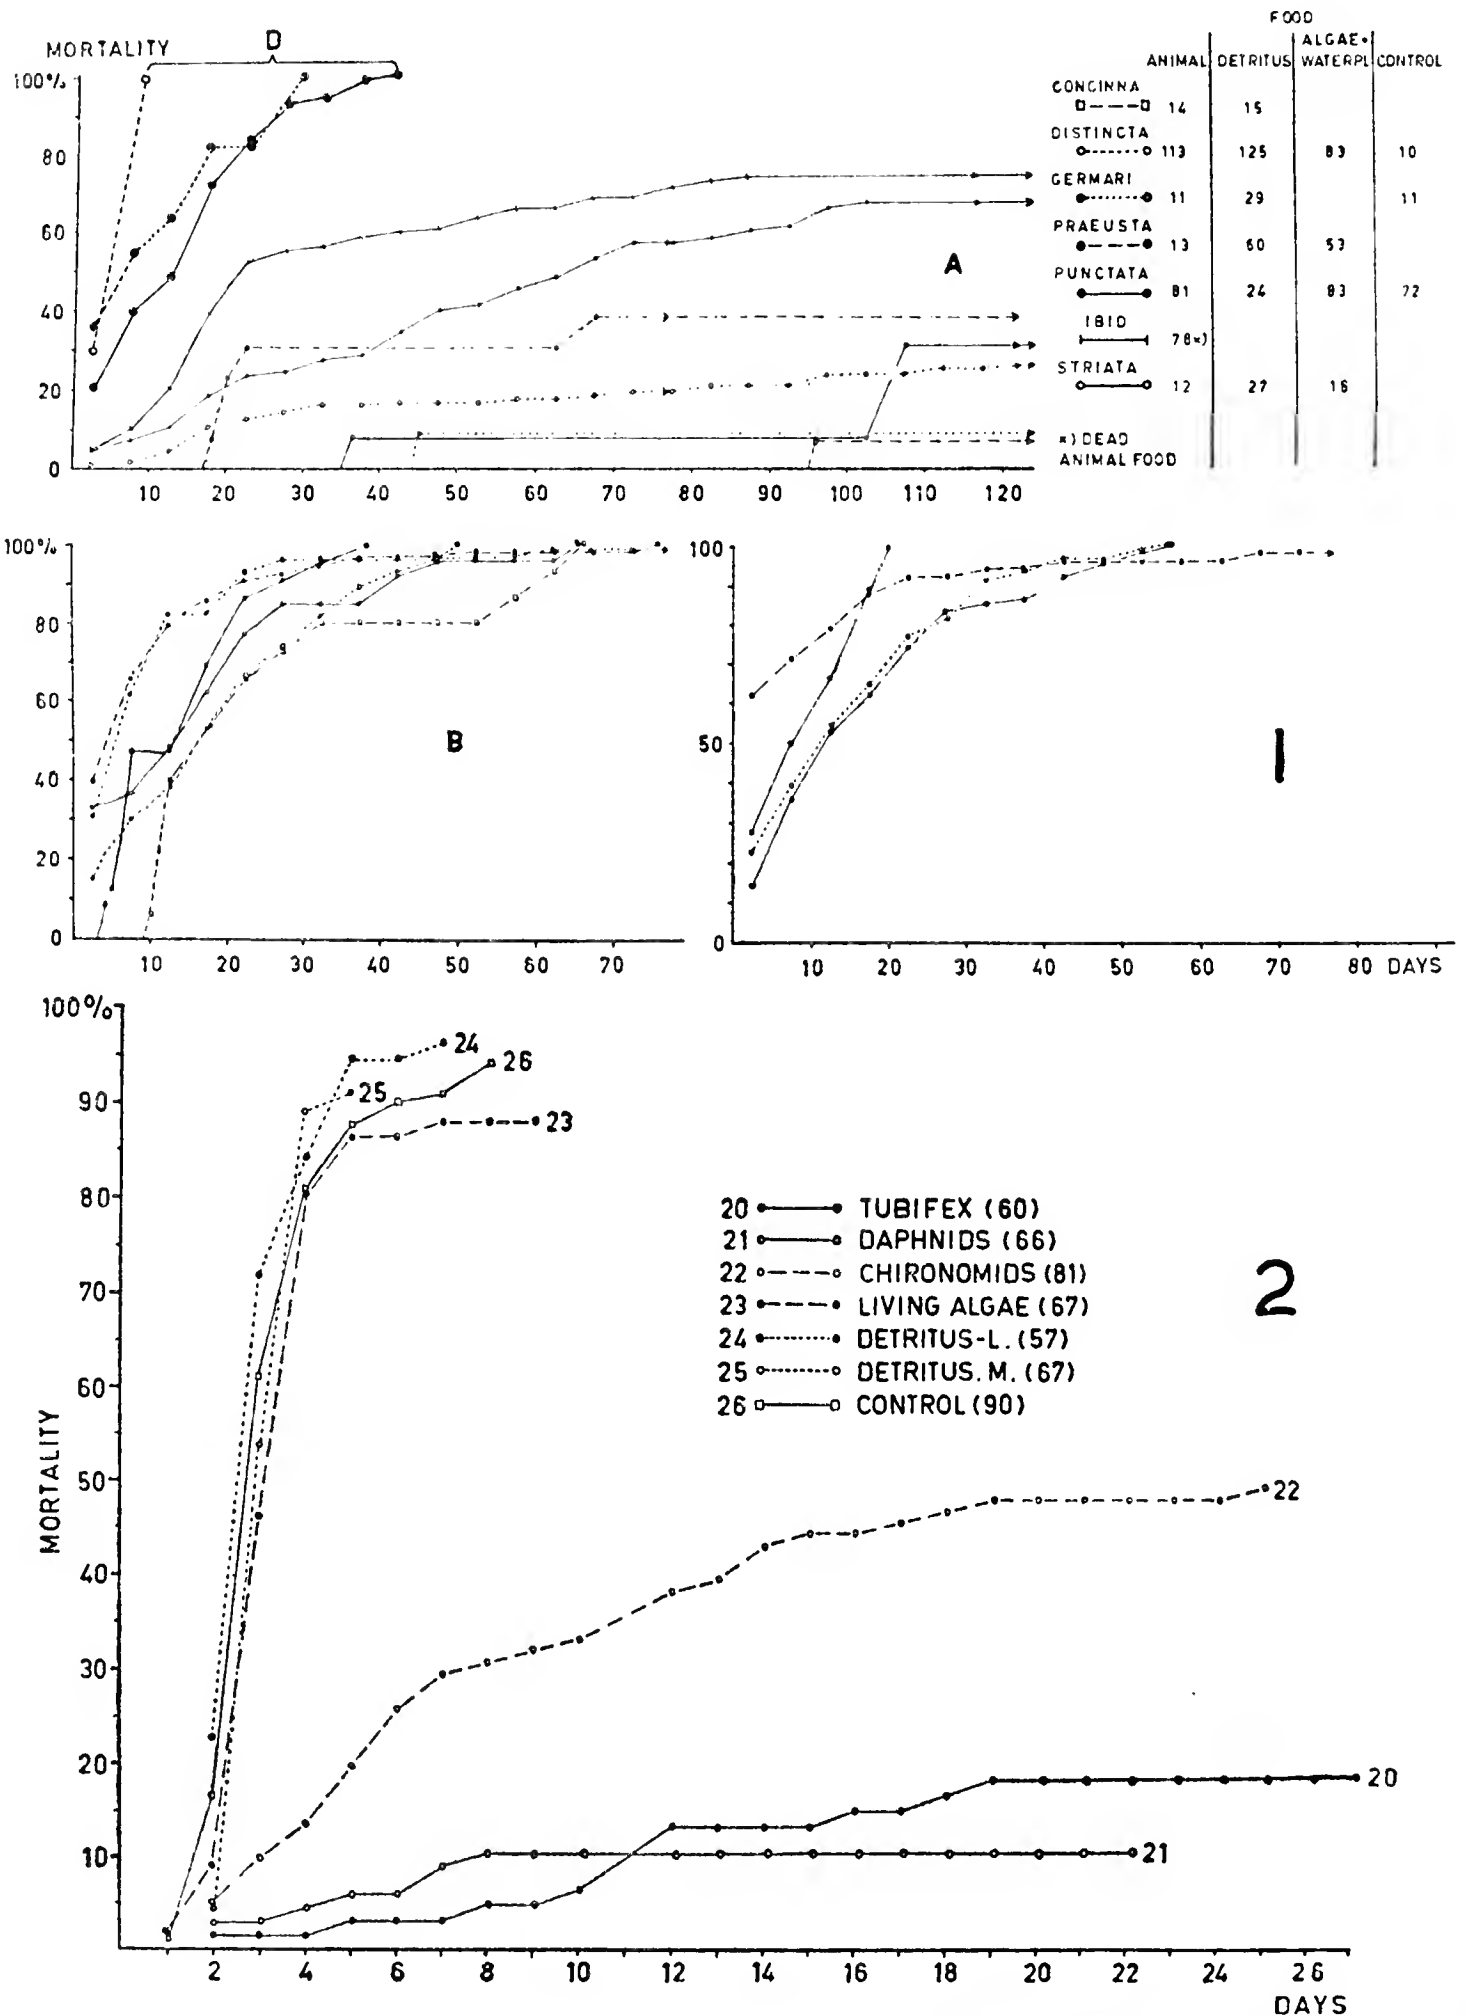 MORTALITY
D
100%
80
60
40
20
0
10 20 30 40 50 60 70 80 90 100 110 120
A
FOOD
ANIMAL DETRITUS ALGAE+ WATERPL CONTROL
CONCINNA
14 15
DISTINCTA
113 125 83 10
GERMARI
11 29 11
PRAEUSTA
13 60 53
PUNCTATA
81 24 83 72
IBID
78x)
STRIATA
12 27 16
x) DEAD
ANIMAL FOOD
100%
80
60
40
20
0
10 20 30 40 50 60 70
B
100
50
0
10 20 30 40 50 60 70 80 DAYS
1
100%
90
80
70
60
50
40
30
20
10
MORTALITY
24
26
25
23
20 TUBIFEX (60)
21 DAPHNIDS (66)
22 CHIRONOMIDS (81)
23 LIVING ALGAE (67)
24 DETRITUS-L. (57)
25 DETRITUS. M. (67)
26 CONTROL (90)
2
22
20
21
2 4 6 8 10 12 14 16 18 20 22 24 26
DAYS